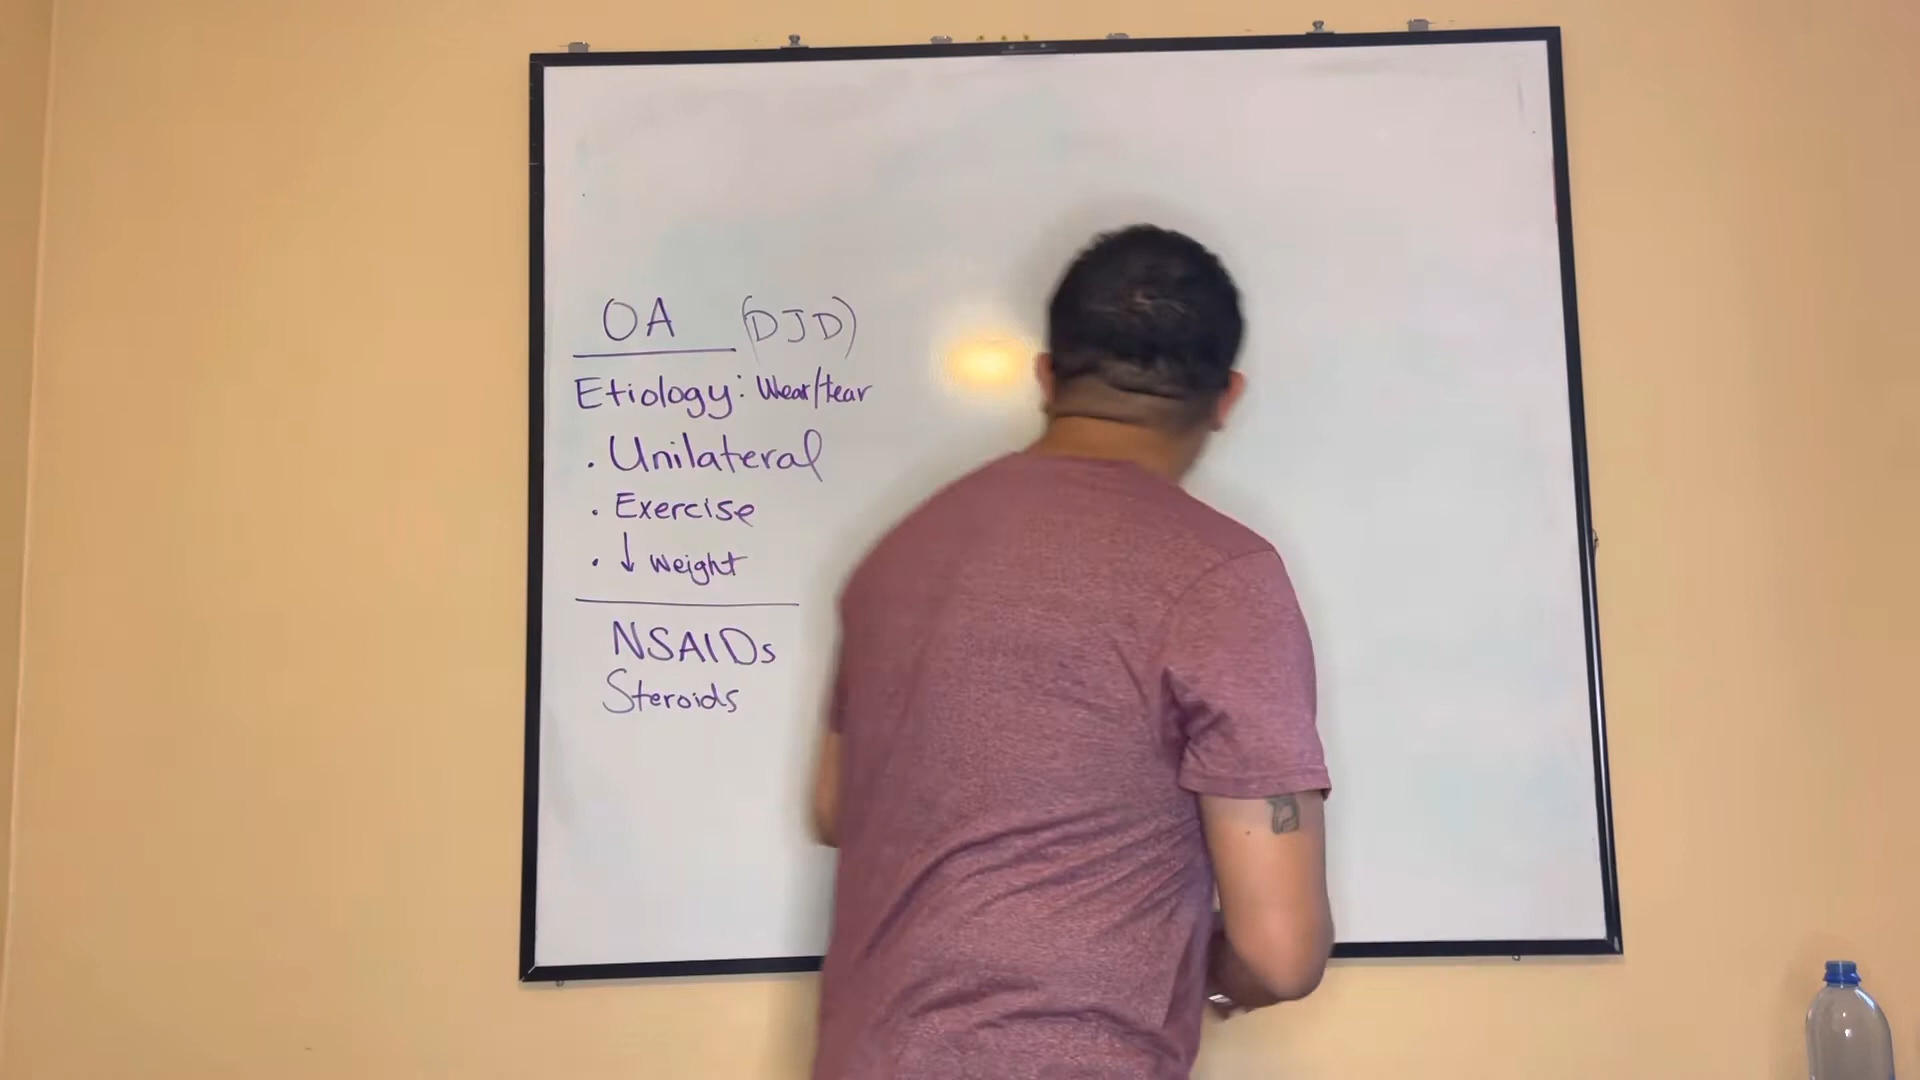 OA (DJD)
Etiology: Wear/tear
. Unilateral
. Exercise
. ↓ weight
NSAIDs
Steroids